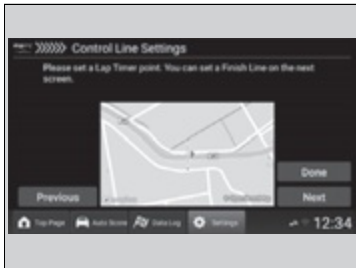 Control Line Settings
Please set a Lap Timer point. You can set a Finish Line on the next
screen.
Done
Previous
Next
Top Page
Auto Score
Data Log
Settings
12:34